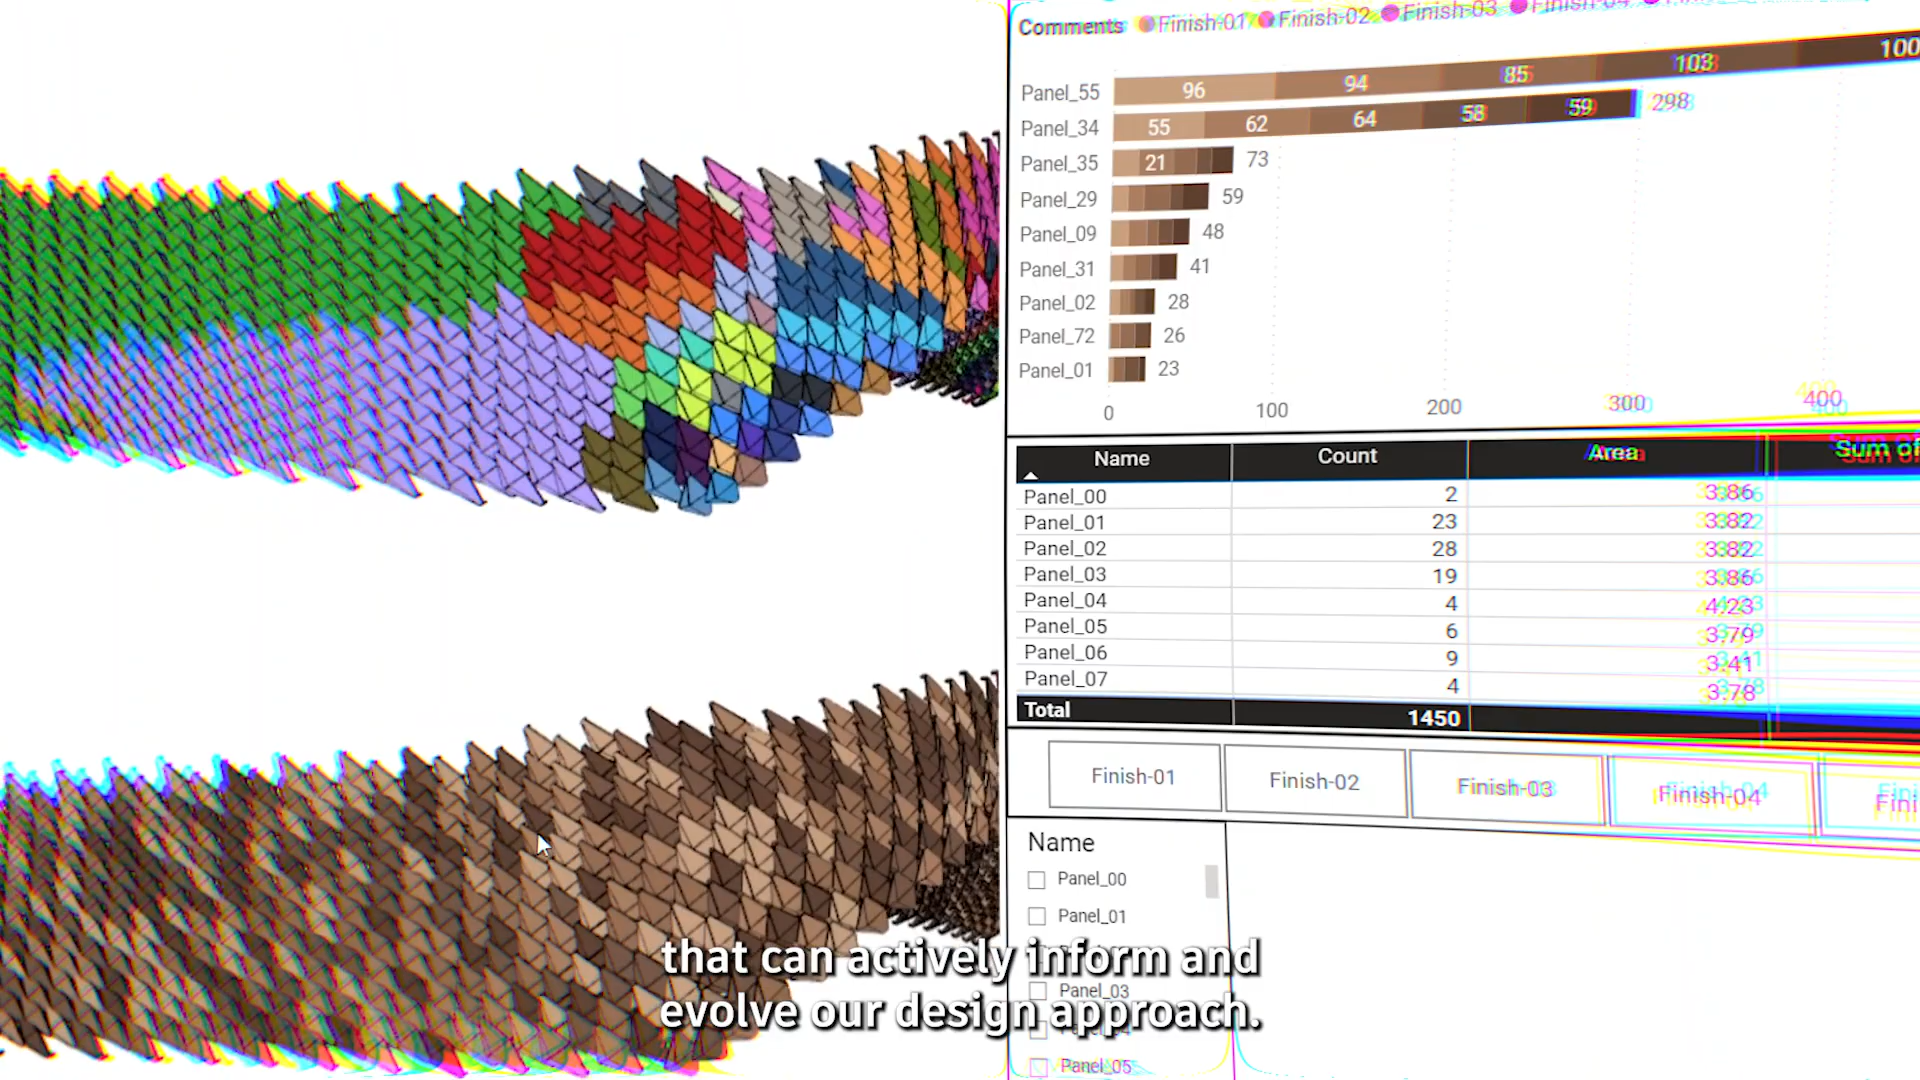 Comments Finish-01 Finish-02 Finish-03 Finish-04
Panel_55 96 94 85 103 100
Panel_34 55 62 64 58 59 298
Panel_35 21 73
Panel_29 59
Panel_09 48
Panel_31 41
Panel_02 28
Panel_72 26
Panel_01 23
0 100 200 300 400
Name Count Area Sum of
Panel_00 2 3.86
Panel_01 23 3.82
Panel_02 28 3.82
Panel_03 19 3.86
Panel_04 4 4.23
Panel_05 6 3.79
Panel_06 9 3.41
Panel_07 4 3.78
Total 1450
Finish-01 Finish-02 Finish-03 Finish-04
Name
Panel_00
Panel_01
that can actively inform and
Panel_03
evolve our design approach.
Panel_05